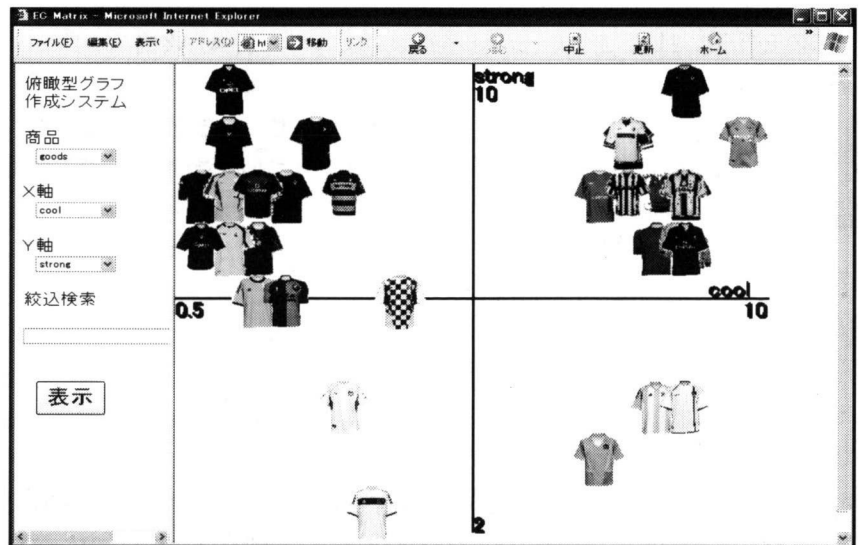 EC Matrix - Microsoft Internet Explorer
ファイル(F) 編集(E) 表示( » アドレス(D) ht 移動 リンク 戻る 中止 更新 ホーム »
俯瞰型グラフ
作成システム
商品
goods
X軸
cool
Y軸
strong
絞込検索
表示
strong
10
cool
0.5
10
2